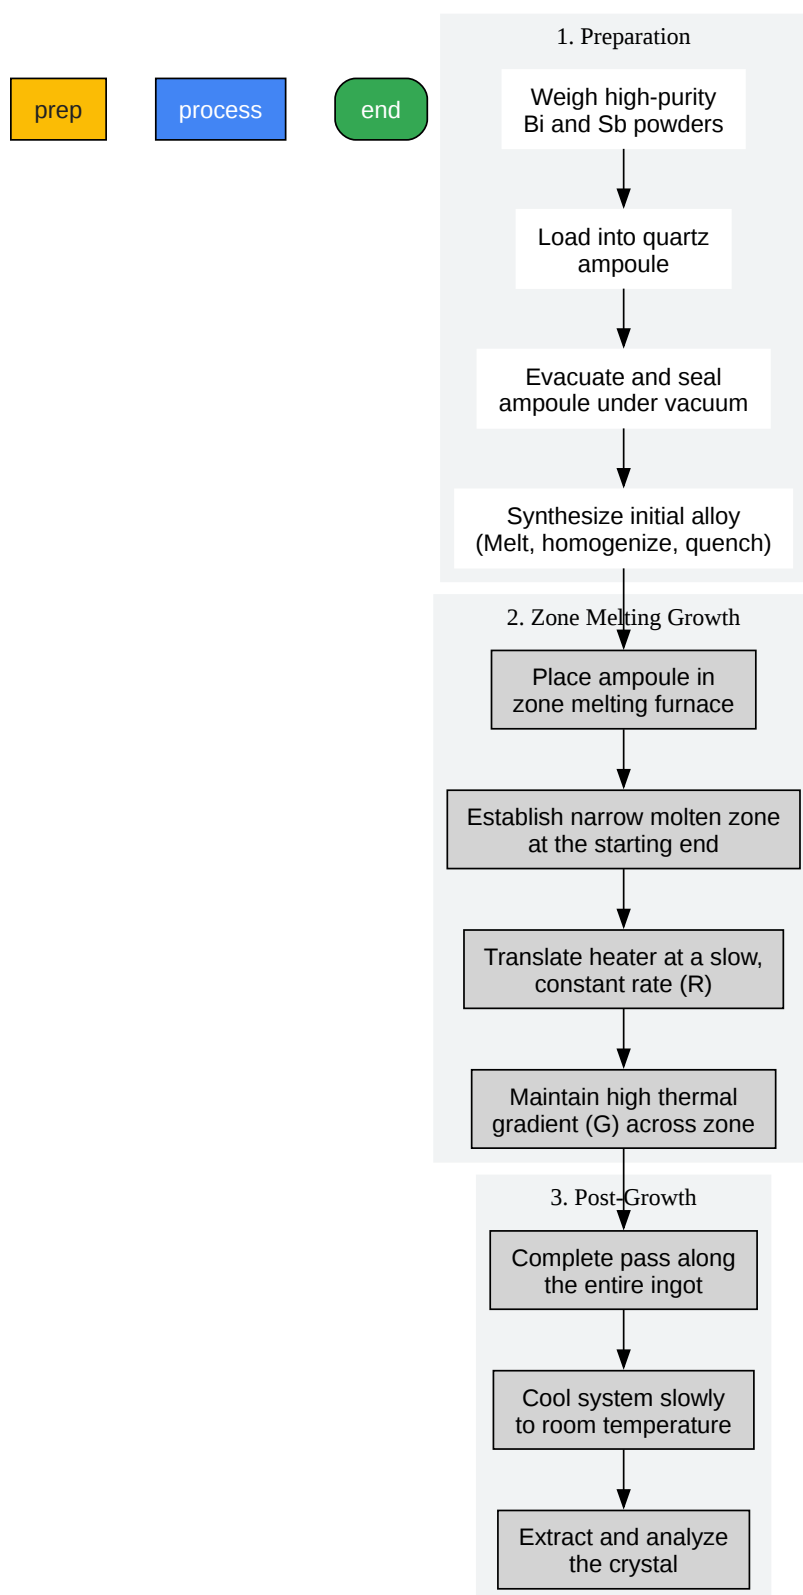 prep
process
end
1. Preparation
Weigh high-purity
Bi and Sb powders
Load into quartz
ampoule
Evacuate and seal
ampoule under vacuum
Synthesize initial alloy
(Melt, homogenize, quench)
2. Zone Melting Growth
Place ampoule in
zone melting furnace
Establish narrow molten zone
at the starting end
Translate heater at a slow,
constant rate (R)
Maintain high thermal
gradient (G) across zone
3. Post-Growth
Complete pass along
the entire ingot
Cool system slowly
to room temperature
Extract and analyze
the crystal